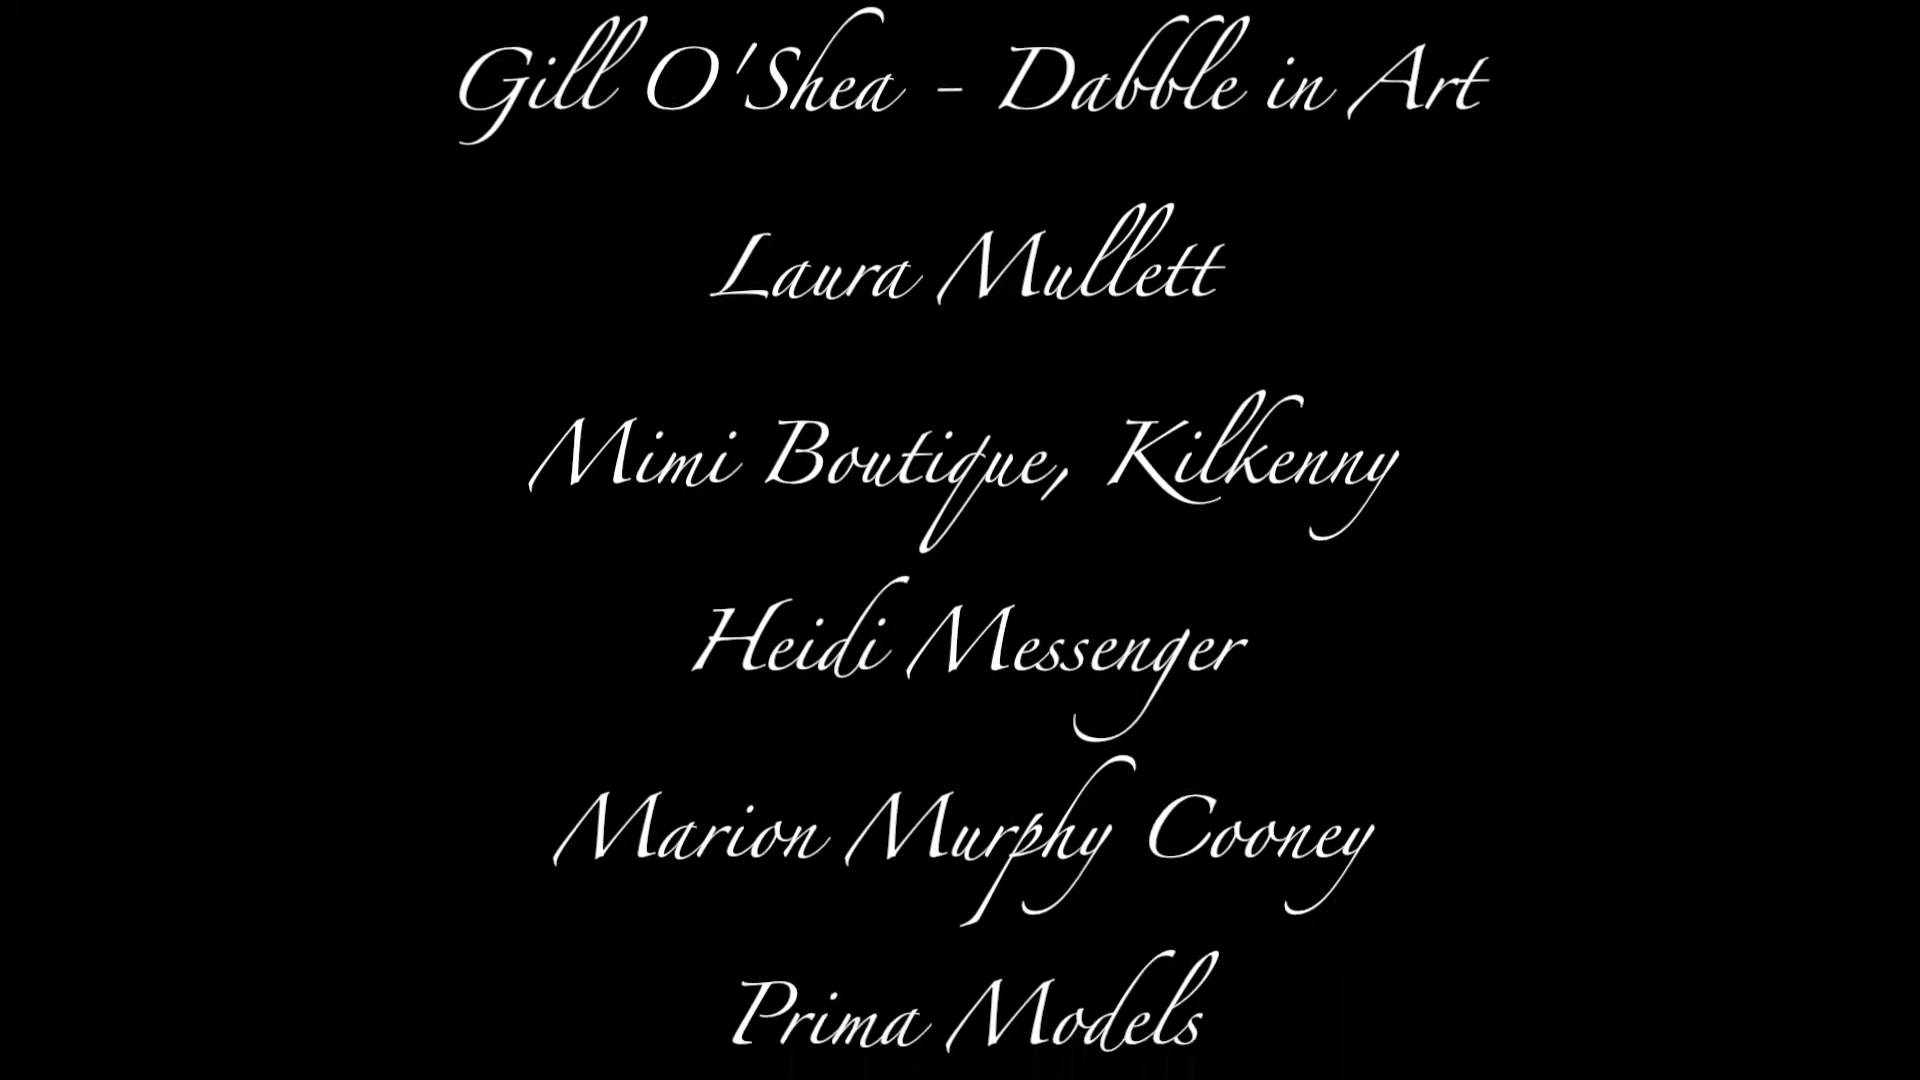 Gill O'Shea - Dabble in Art
Laura Mullett
Mimi Boutique, Kilkenny
Heidi Messenger
Marion Murphy Cooney
Prima Models